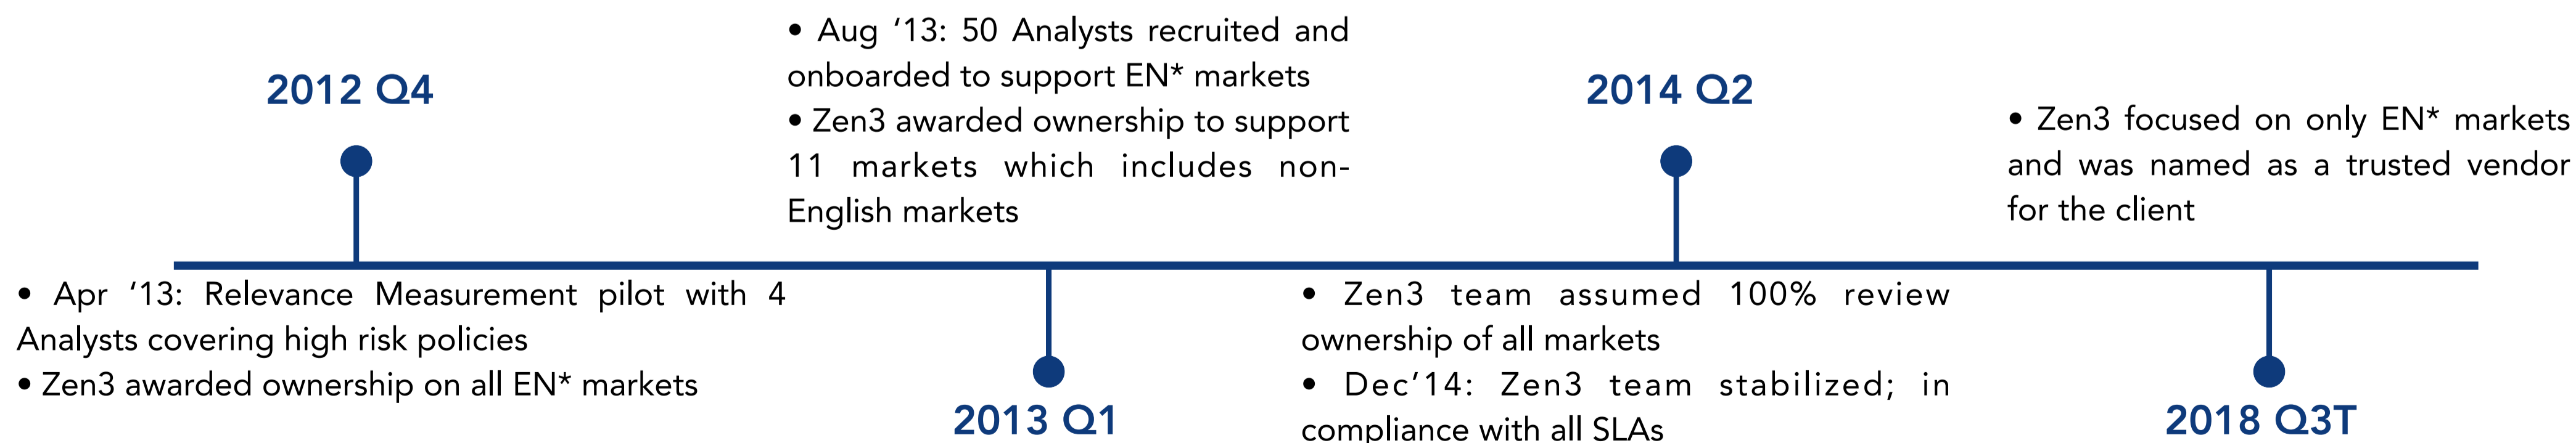 2012 Q4
• Apr ‘13: Relevance Measurement pilot with 4
Analysts covering high risk policies
• Zen3 awarded ownership on all EN* markets
• Aug ‘13: 50 Analysts recruited and
onboarded to support EN* markets
• Zen3 awarded ownership to support
11 markets which includes non-
English markets
2013 Q1
2014 Q2
• Zen3 team assumed 100% review
ownership of all markets
• Dec’14: Zen3 team stabilized; in
compliance with all SLAs
• Zen3 focused on only EN* markets
and was named as a trusted vendor
for the client
2018 Q3T